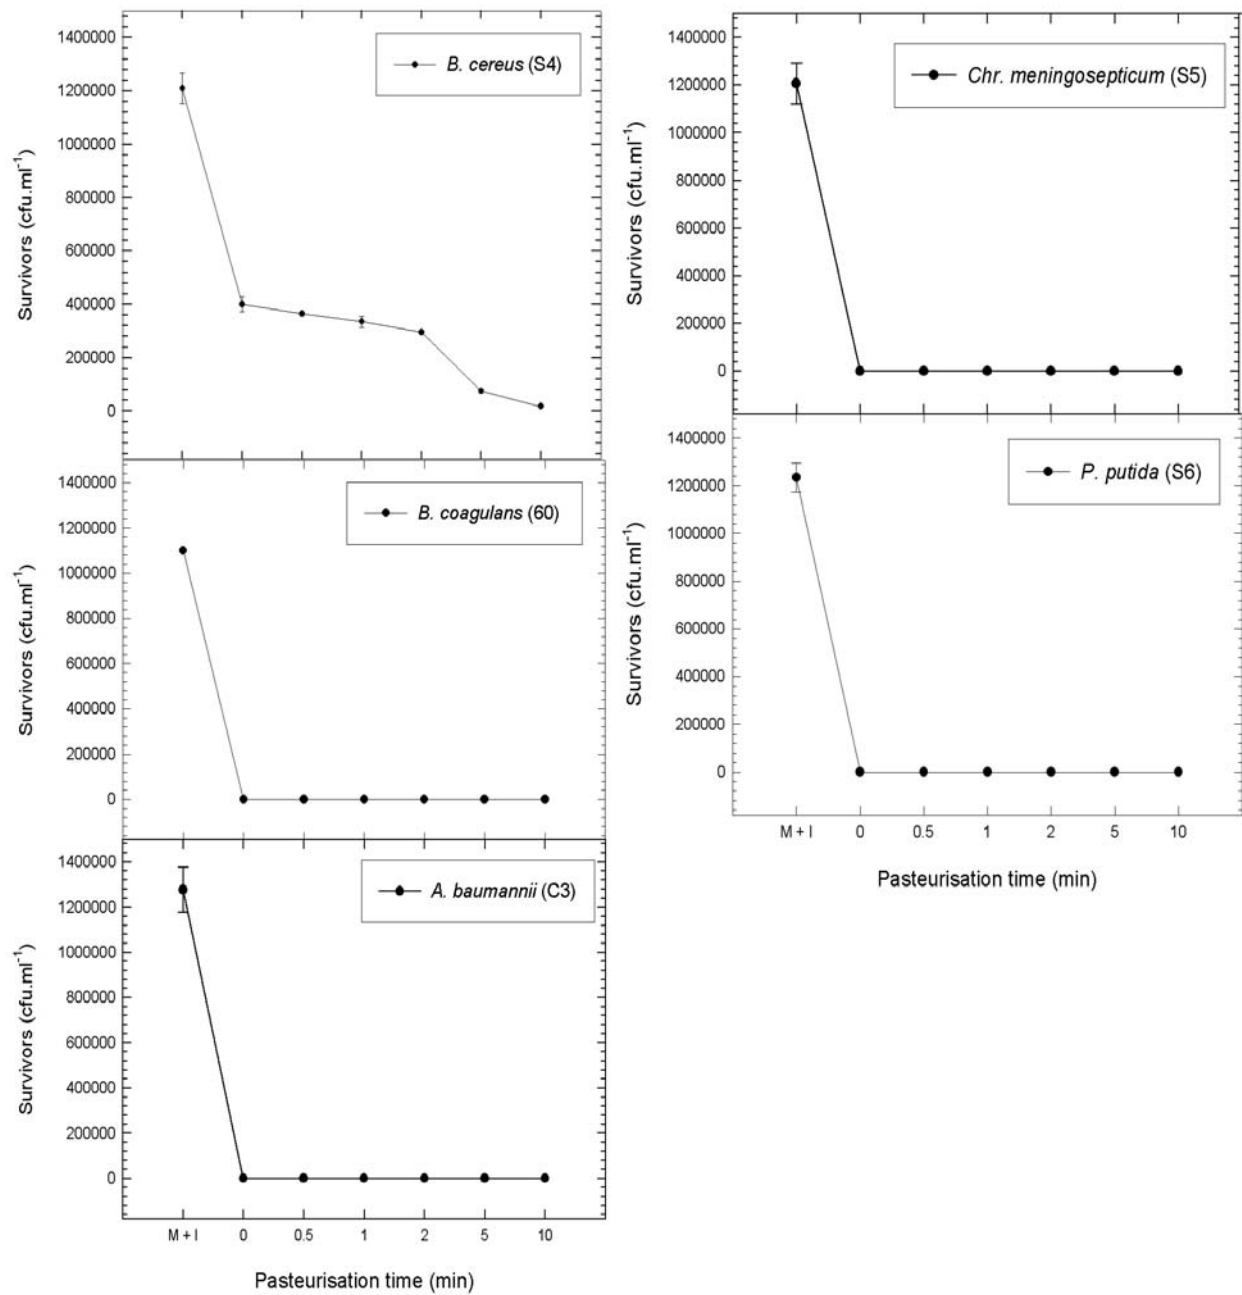 1400000
1200000
1000000
800000
600000
400000
200000
0
Survivors (cfu.ml⁻¹)
B. cereus (S4)
1400000
1200000
1000000
800000
600000
400000
200000
0
Survivors (cfu.ml⁻¹)
B. coagulans (60)
1400000
1200000
1000000
800000
600000
400000
200000
0
Survivors (cfu.ml⁻¹)
A. baumannii (C3)
M + I 0 0.5 1 2 5 10
Pasteurisation time (min)
1400000
1200000
1000000
800000
600000
400000
200000
0
Survivors (cfu.ml⁻¹)
Chr. meningosepticum (S5)
1400000
1200000
1000000
800000
600000
400000
200000
0
Survivors (cfu.ml⁻¹)
P. putida (S6)
M + I 0 0.5 1 2 5 10
Pasteurisation time (min)